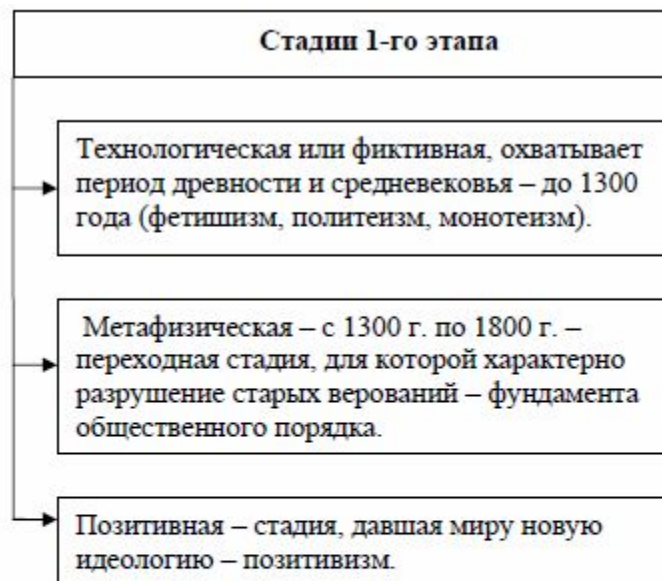 Стадии 1-го этапа
Технологическая или фиктивная, охватывает
период древности и средневековья – до 1300
года (фетишизм, политеизм, монотеизм).
Метафизическая – с 1300 г. по 1800 г. –
переходная стадия, для которой характерно
разрушение старых верований – фундамента
общественного порядка.
Позитивная – стадия, давшая миру новую
идеологию – позитивизм.